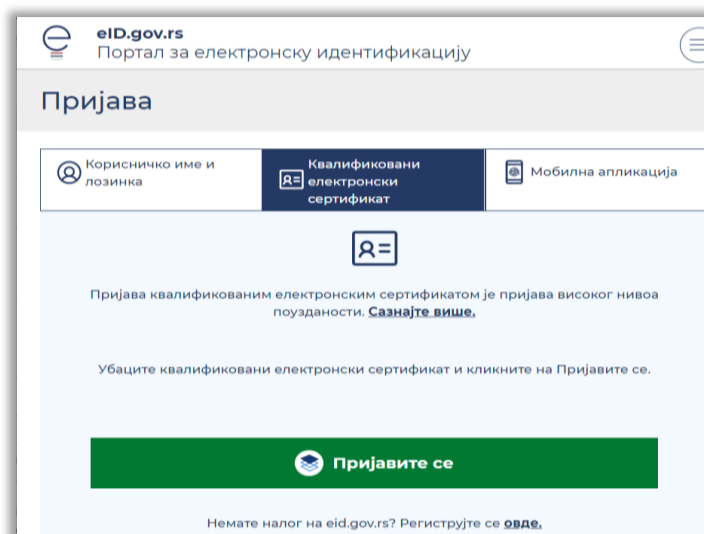 eID.gov.rs
Портал за електронску идентификацију
Пријава
Корисничко име и
лозинка
Квалификовани
електронски
сертификат
Мобилна апликација
Пријава квалификованим електронским сертификатом је пријава високог нивоа
поузданости. Сазнајте више.
Убаците квалификовани електронски сертификат и кликните на Пријавите се.
Пријавите се
Немате налог на eid.gov.rs? Региструјте се овде.